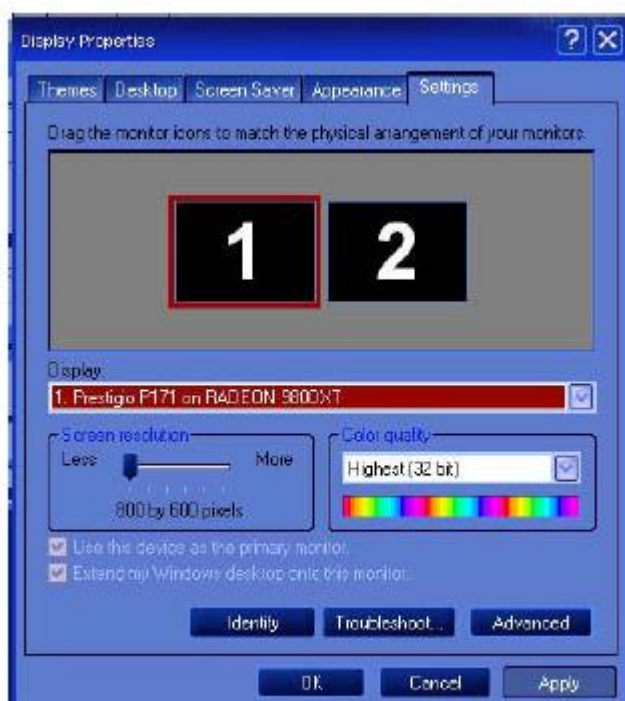 Display Properties
Themes Desktop Screen Saver Appearance Settings
Drag the monitor icons to match the physical arrangement of your monitors.
1 2
Display:
1. Prestigio P171 on RADEON 9800XT
Screen resolution
Less More
800 by 600 pixels
Color quality
Highest (32 bit)
Use this device as the primary monitor.
Extend my Windows desktop onto this monitor.
Identify Troubleshoot... Advanced
OK Cancel Apply